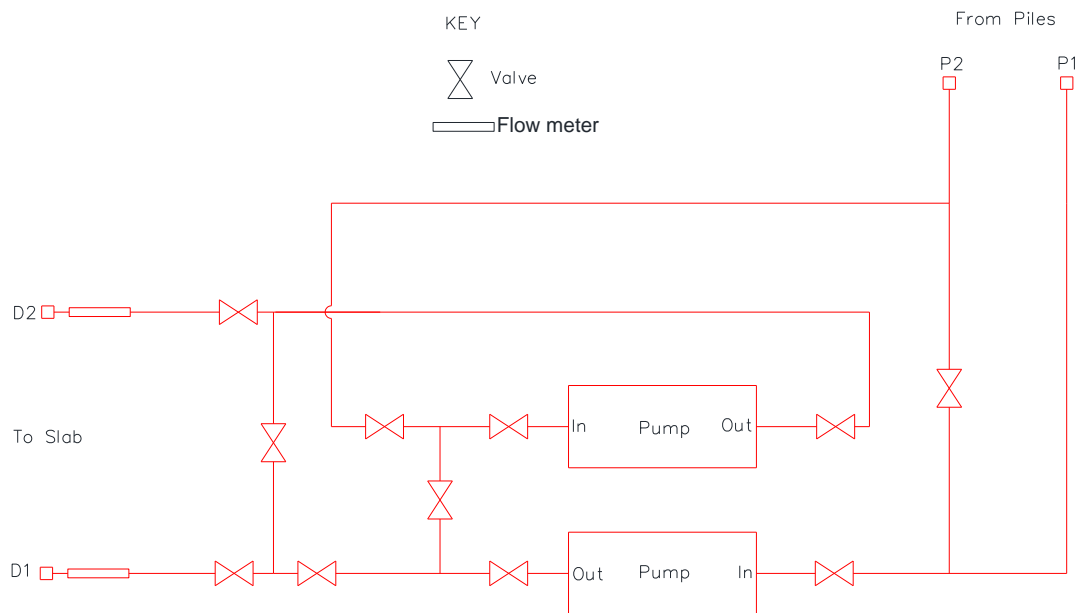 KEY
From Piles
P2
P1
Valve
Flow meter
D2
To Slab
In
Pump
Out
D1
Out
Pump
In